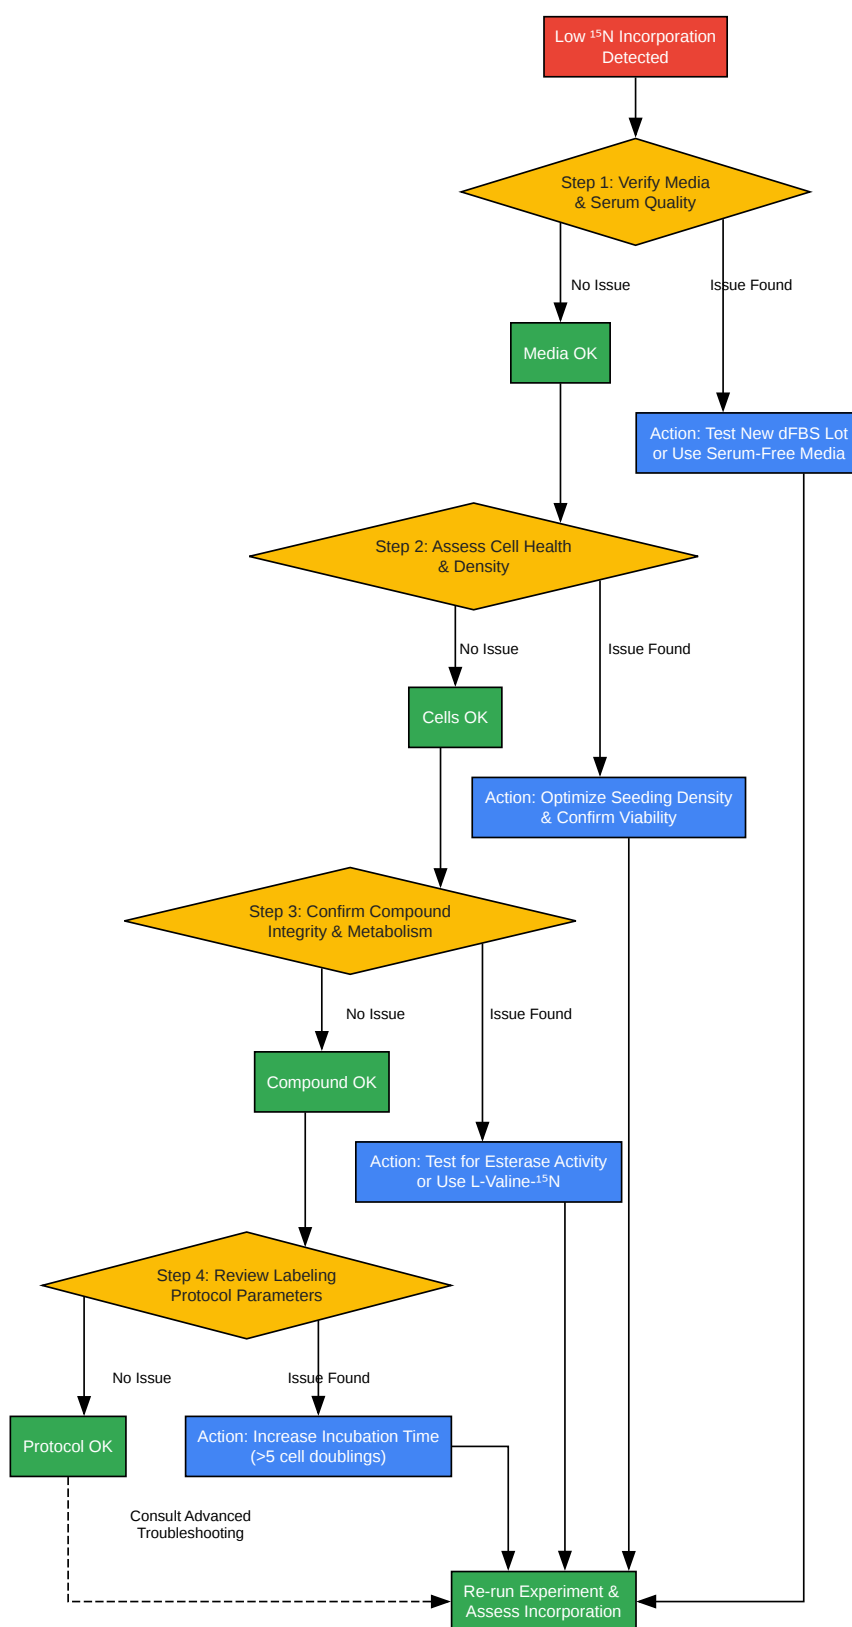 Low ¹⁵N Incorporation
Detected
Step 1: Verify Media
& Serum Quality
No Issue
Issue Found
Media OK
Action: Test New dFBS Lot
or Use Serum-Free Media
Step 2: Assess Cell Health
& Density
No Issue
Issue Found
Cells OK
Action: Optimize Seeding Density
& Confirm Viability
Step 3: Confirm Compound
Integrity & Metabolism
No Issue
Issue Found
Compound OK
Action: Test for Esterase Activity
or Use L-Valine-¹⁵N
Step 4: Review Labeling
Protocol Parameters
No Issue
Issue Found
Protocol OK
Action: Increase Incubation Time
(>5 cell doublings)
Consult Advanced
Troubleshooting
Re-run Experiment &
Assess Incorporation